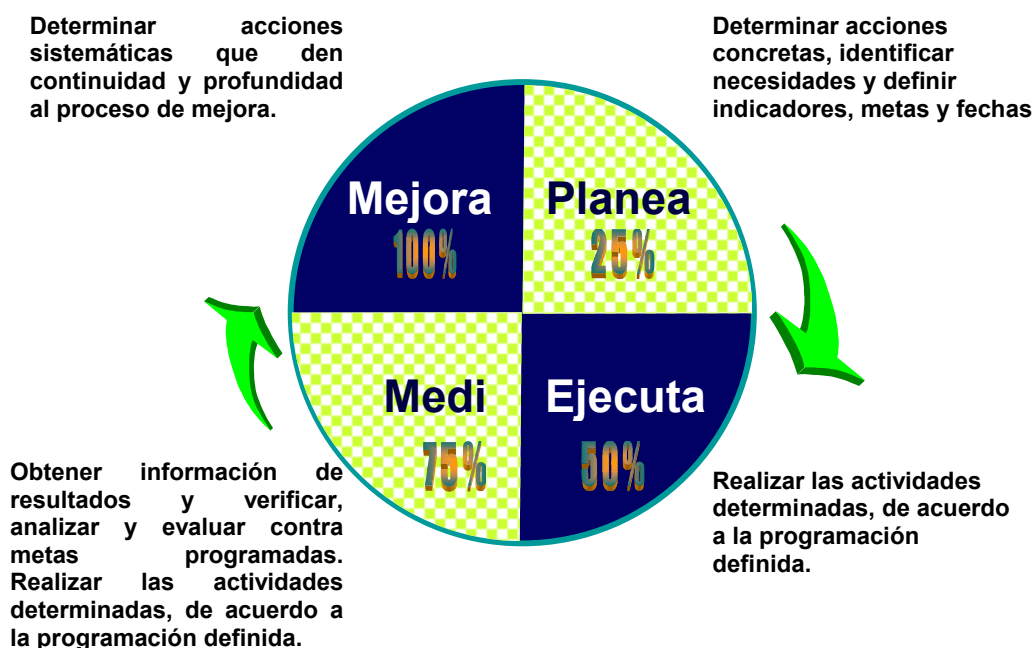 Determinar acciones
sistemáticas que den
continuidad y profundidad
al proceso de mejora.
Determinar acciones
concretas, identificar
necesidades y definir
indicadores, metas y fechas
Mejora
100%
Planea
25%
Medi
75%
Ejecuta
50%
Obtener información de
resultados y verificar,
analizar y evaluar contra
metas programadas.
Realizar las actividades
determinadas, de acuerdo a
la programación definida.
Realizar las actividades
determinadas, de acuerdo
a la programación
definida.